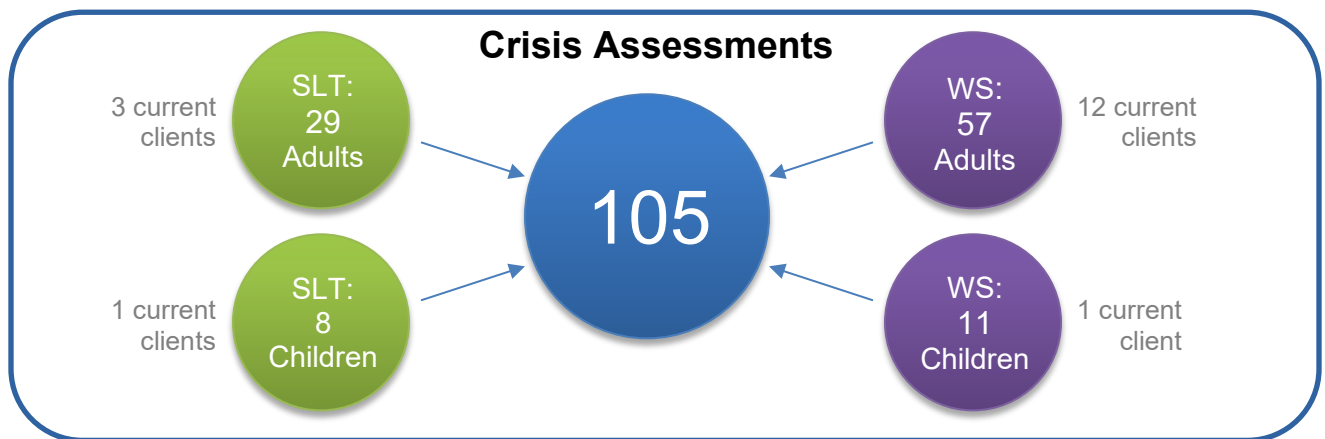 Crisis Assessments
3 current
clients
SLT:
29
Adults
105
WS:
57
Adults
12 current
clients
1 current
clients
SLT:
8
Children
WS:
11
Children
1 current
client